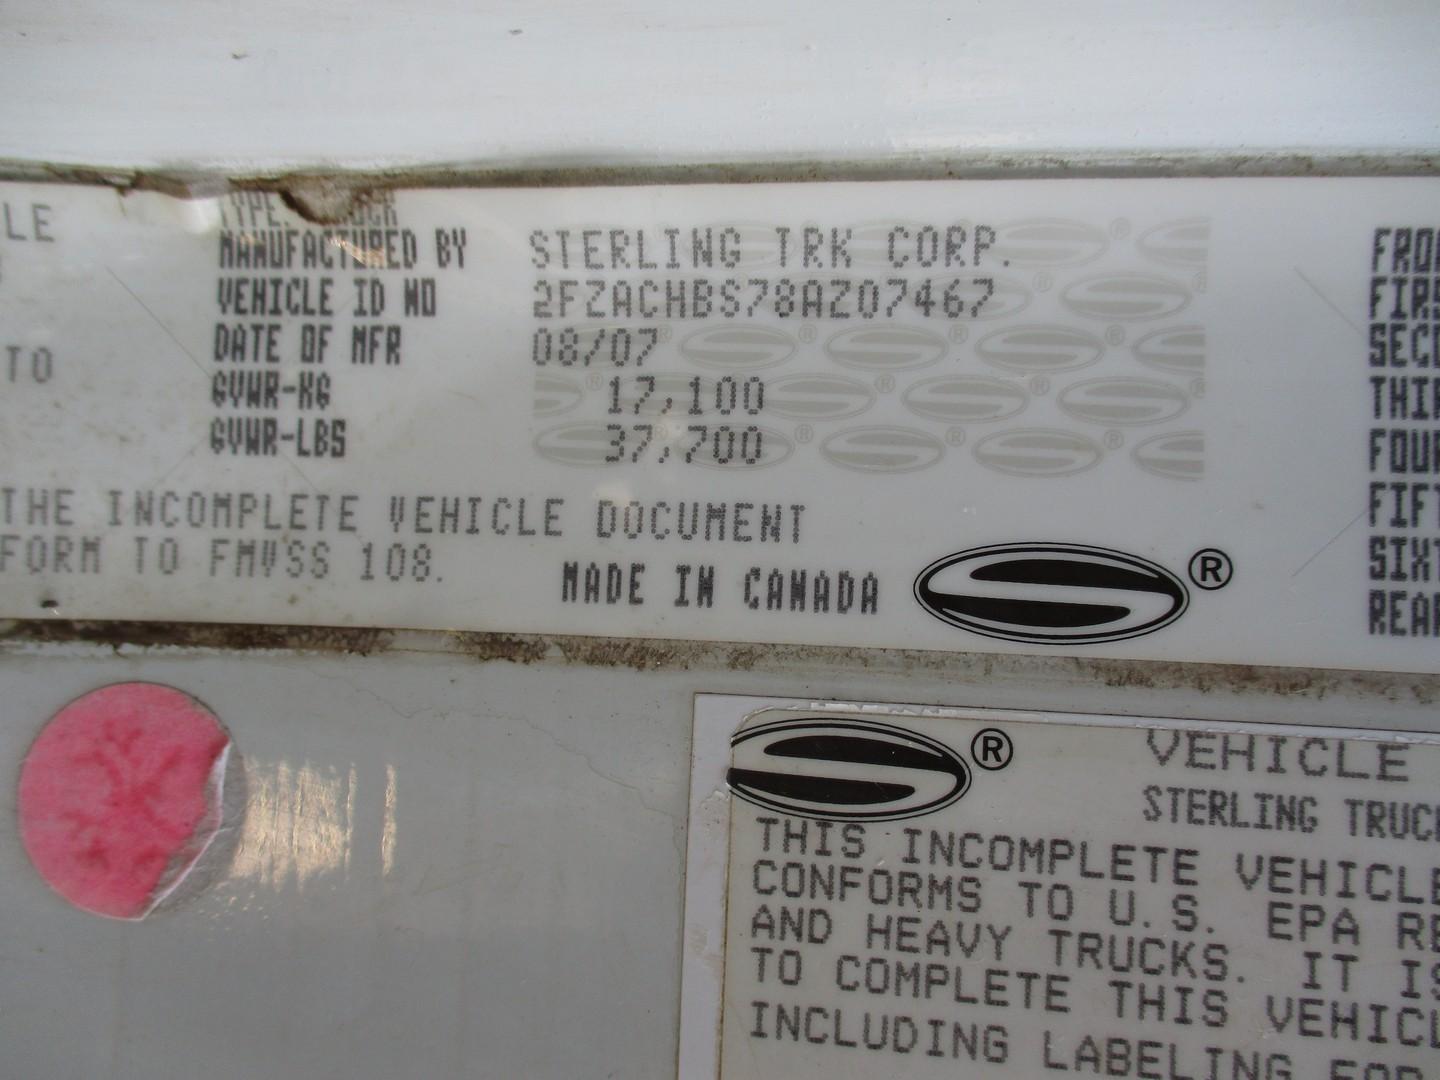 LE
TYPE: TRUCK
MANUFACTURED BY STERLING TRK CORP.
VEHICLE ID NO 2FZACHBS78AZ07467
DATE OF MFR 08/07
TO
GVWR-KG 17,100
GVWR-LBS 37,700
THE INCOMPLETE VEHICLE DOCUMENT
FORM TO FMVSS 108.
MADE IN CANADA ®
FRO
FIRS
SECO
THIR
FOUR
FIFT
SIXT
REAR
® VEHICLE
STERLING TRUC
THIS INCOMPLETE VEHICLE
CONFORMS TO U.S. EPA RE
AND HEAVY TRUCKS. IT IS
TO COMPLETE THIS VEHICL
INCLUDING LABELING FOR